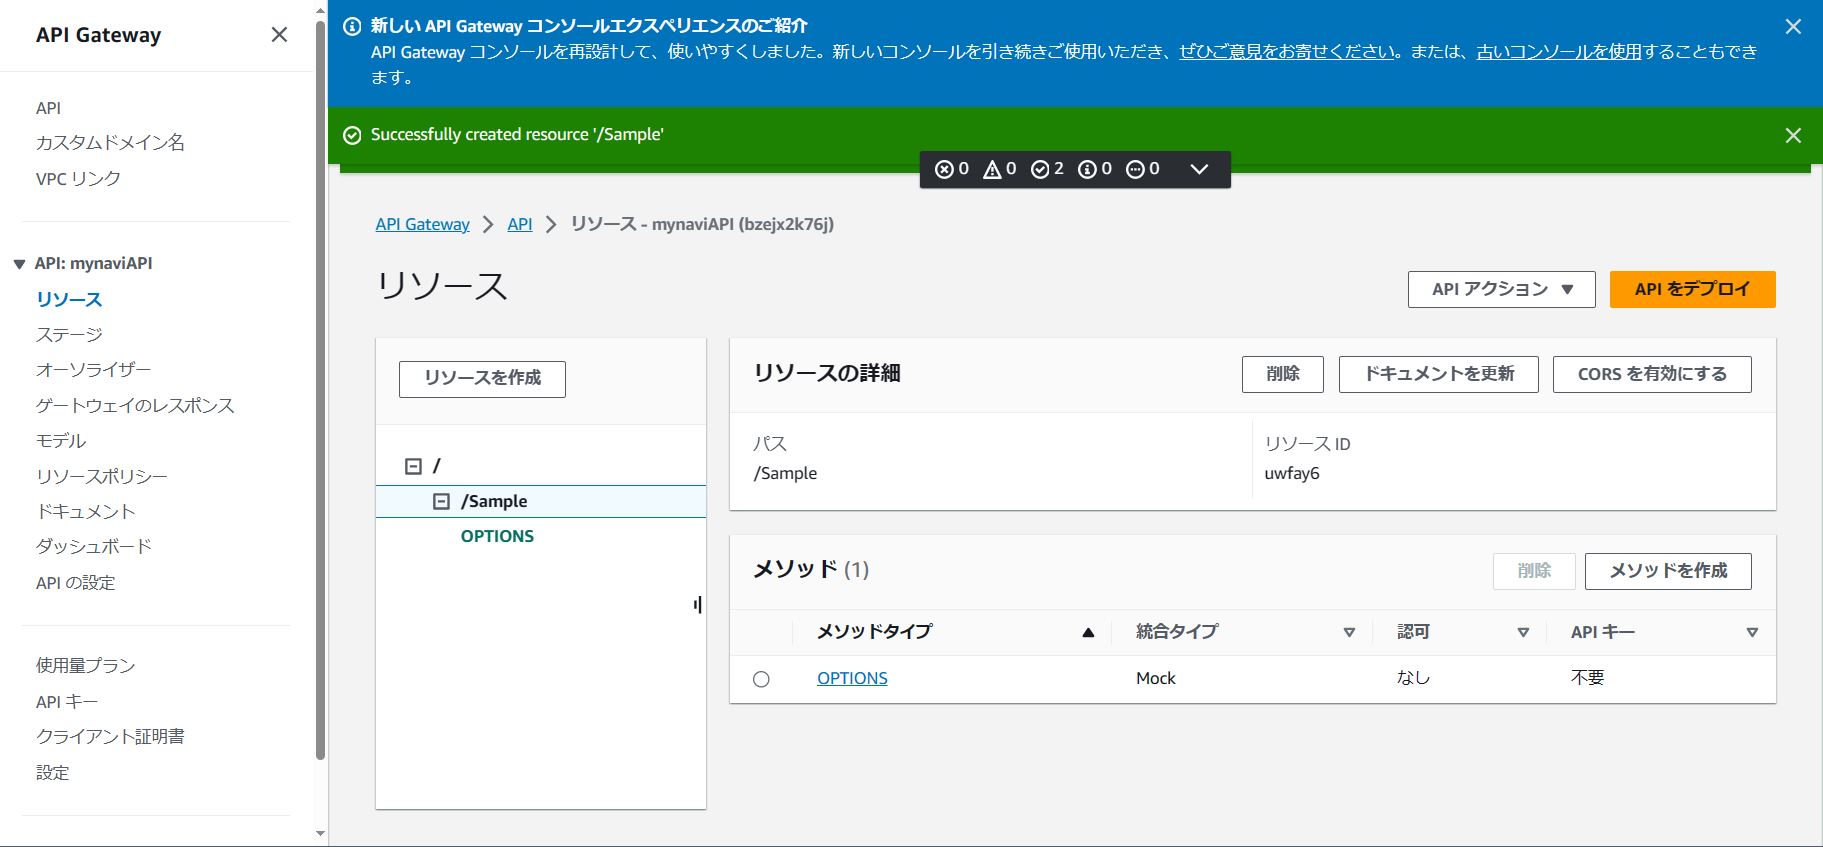 API Gateway
API
カスタムドメイン名
VPC リンク
API: mynaviAPI
リソース
ステージ
オーソライザー
ゲートウェイのレスポンス
モデル
リソースポリシー
ドキュメント
ダッシュボード
API の設定
使用量プラン
API キー
クライアント証明書
設定
新しい API Gateway コンソールエクスペリエンスのご紹介
API Gateway コンソールを再設計して、使いやすくしました。新しいコンソールを引き続きご使用いただき、ぜひご意見をお寄せください。または、古いコンソールを使用することもでき
ます。
Successfully created resource '/Sample'
0 0 2 0 0
API Gateway API リソース - mynaviAPI (bzejx2k76j)
リソース
API アクション API をデプロイ
リソースを作成
/
/Sample
OPTIONS
リソースの詳細 削除 ドキュメントを更新 CORS を有効にする
パス リソース ID
/Sample uwfay6
メソッド (1) 削除 メソッドを作成
メソッドタイプ 統合タイプ 認可 API キー
OPTIONS Mock なし 不要